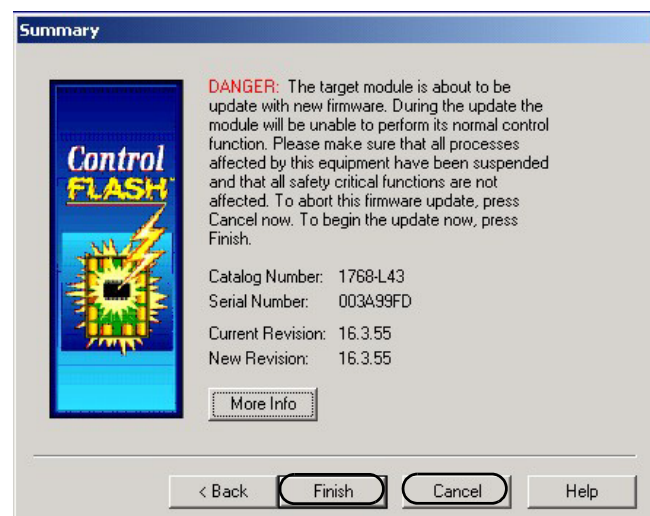 Summary
Control
FLASH
DANGER: The target module is about to be
update with new firmware. During the update the
module will be unable to perform its normal control
function. Please make sure that all processes
affected by this equipment have been suspended
and that all safety critical functions are not
affected. To abort this firmware update, press
Cancel now. To begin the update now, press
Finish.
Catalog Number: 1768-L43
Serial Number: 003A99FD
Current Revision: 16.3.55
New Revision: 16.3.55
More Info
< Back Finish Cancel Help